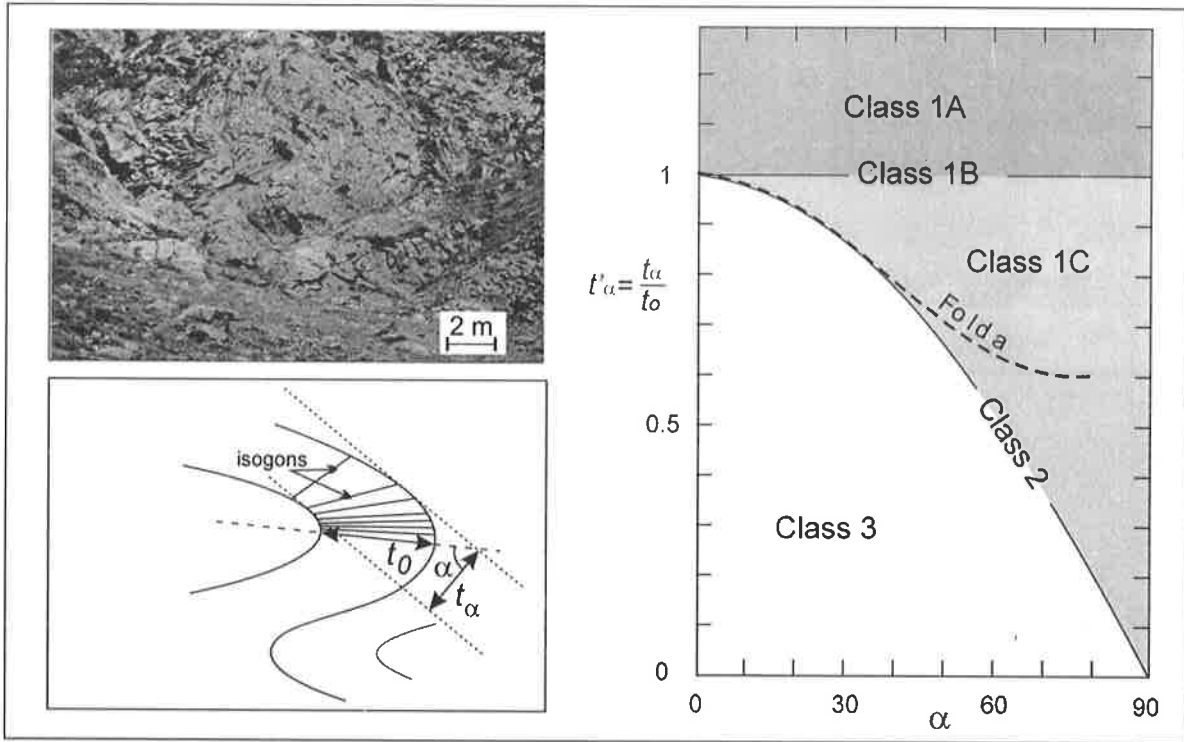 2 m
isogons
t0
α
tα
Class 1A
1
Class 1B
Class 1C
t'α = tα/to
Folda
0.5
Class 2
Class 3
0
0
30
60
90
α